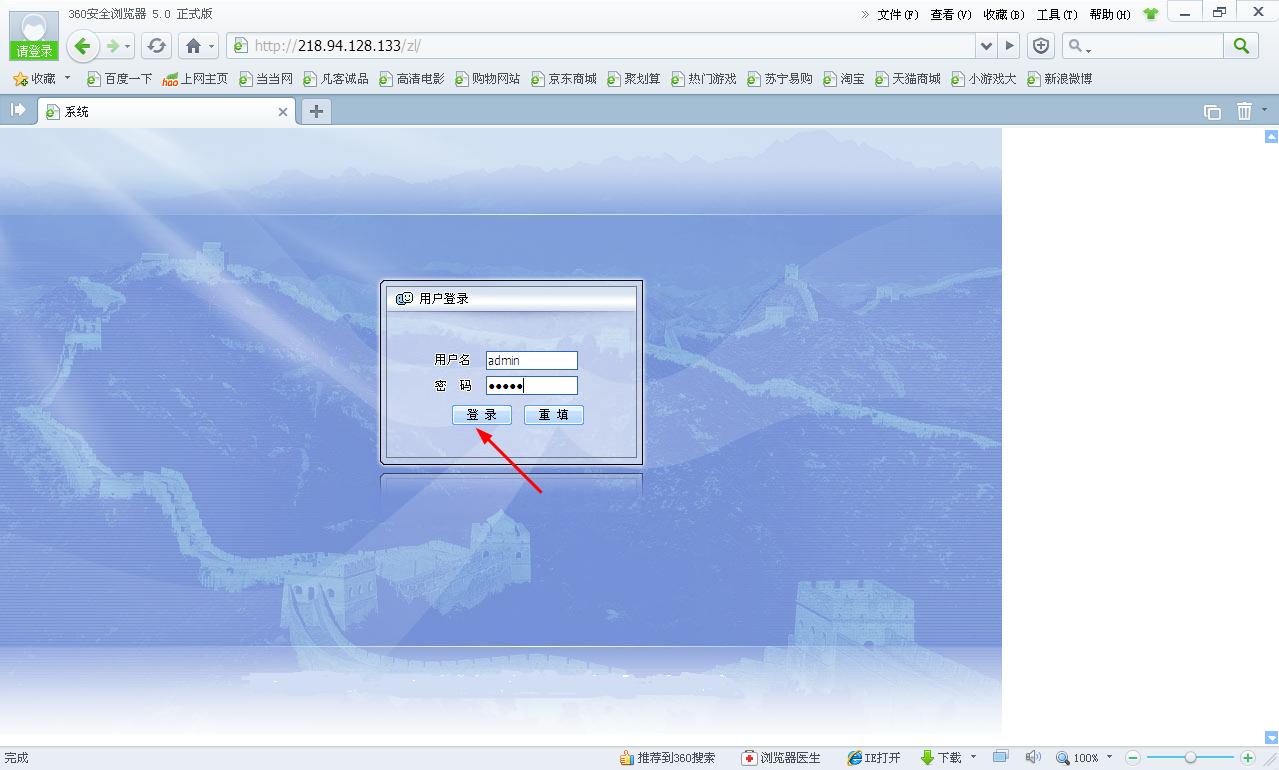 360安全浏览器 5.0 正式版
» 文件(F) 查看(V) 收藏(B) 工具(T) 帮助(H)
请登录
http://218.94.128.133/zl/
收藏 百度一下 hao 上网主页 当当网 凡客诚品 高清电影 购物网站 京东商城 聚划算 热门游戏 苏宁易购 淘宝 天猫商城 小游戏大 新浪微博
系统
用户登录
用户名 admin
密 码 •••••
登 录 重 填
完成 推荐到360搜索 浏览器医生 IE打开 下载 100%